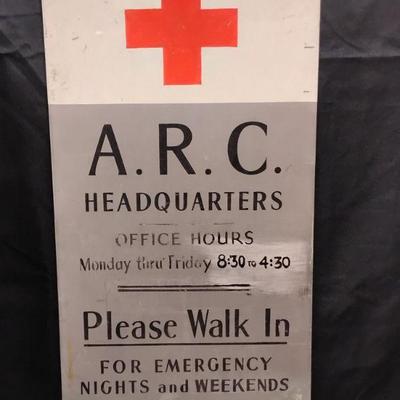 A.R.C.
HEADQUARTERS
OFFICE HOURS
Monday thru Friday 8:30 TO 4:30
Please Walk In
FOR EMERGENCY
NIGHTS and WEEKENDS